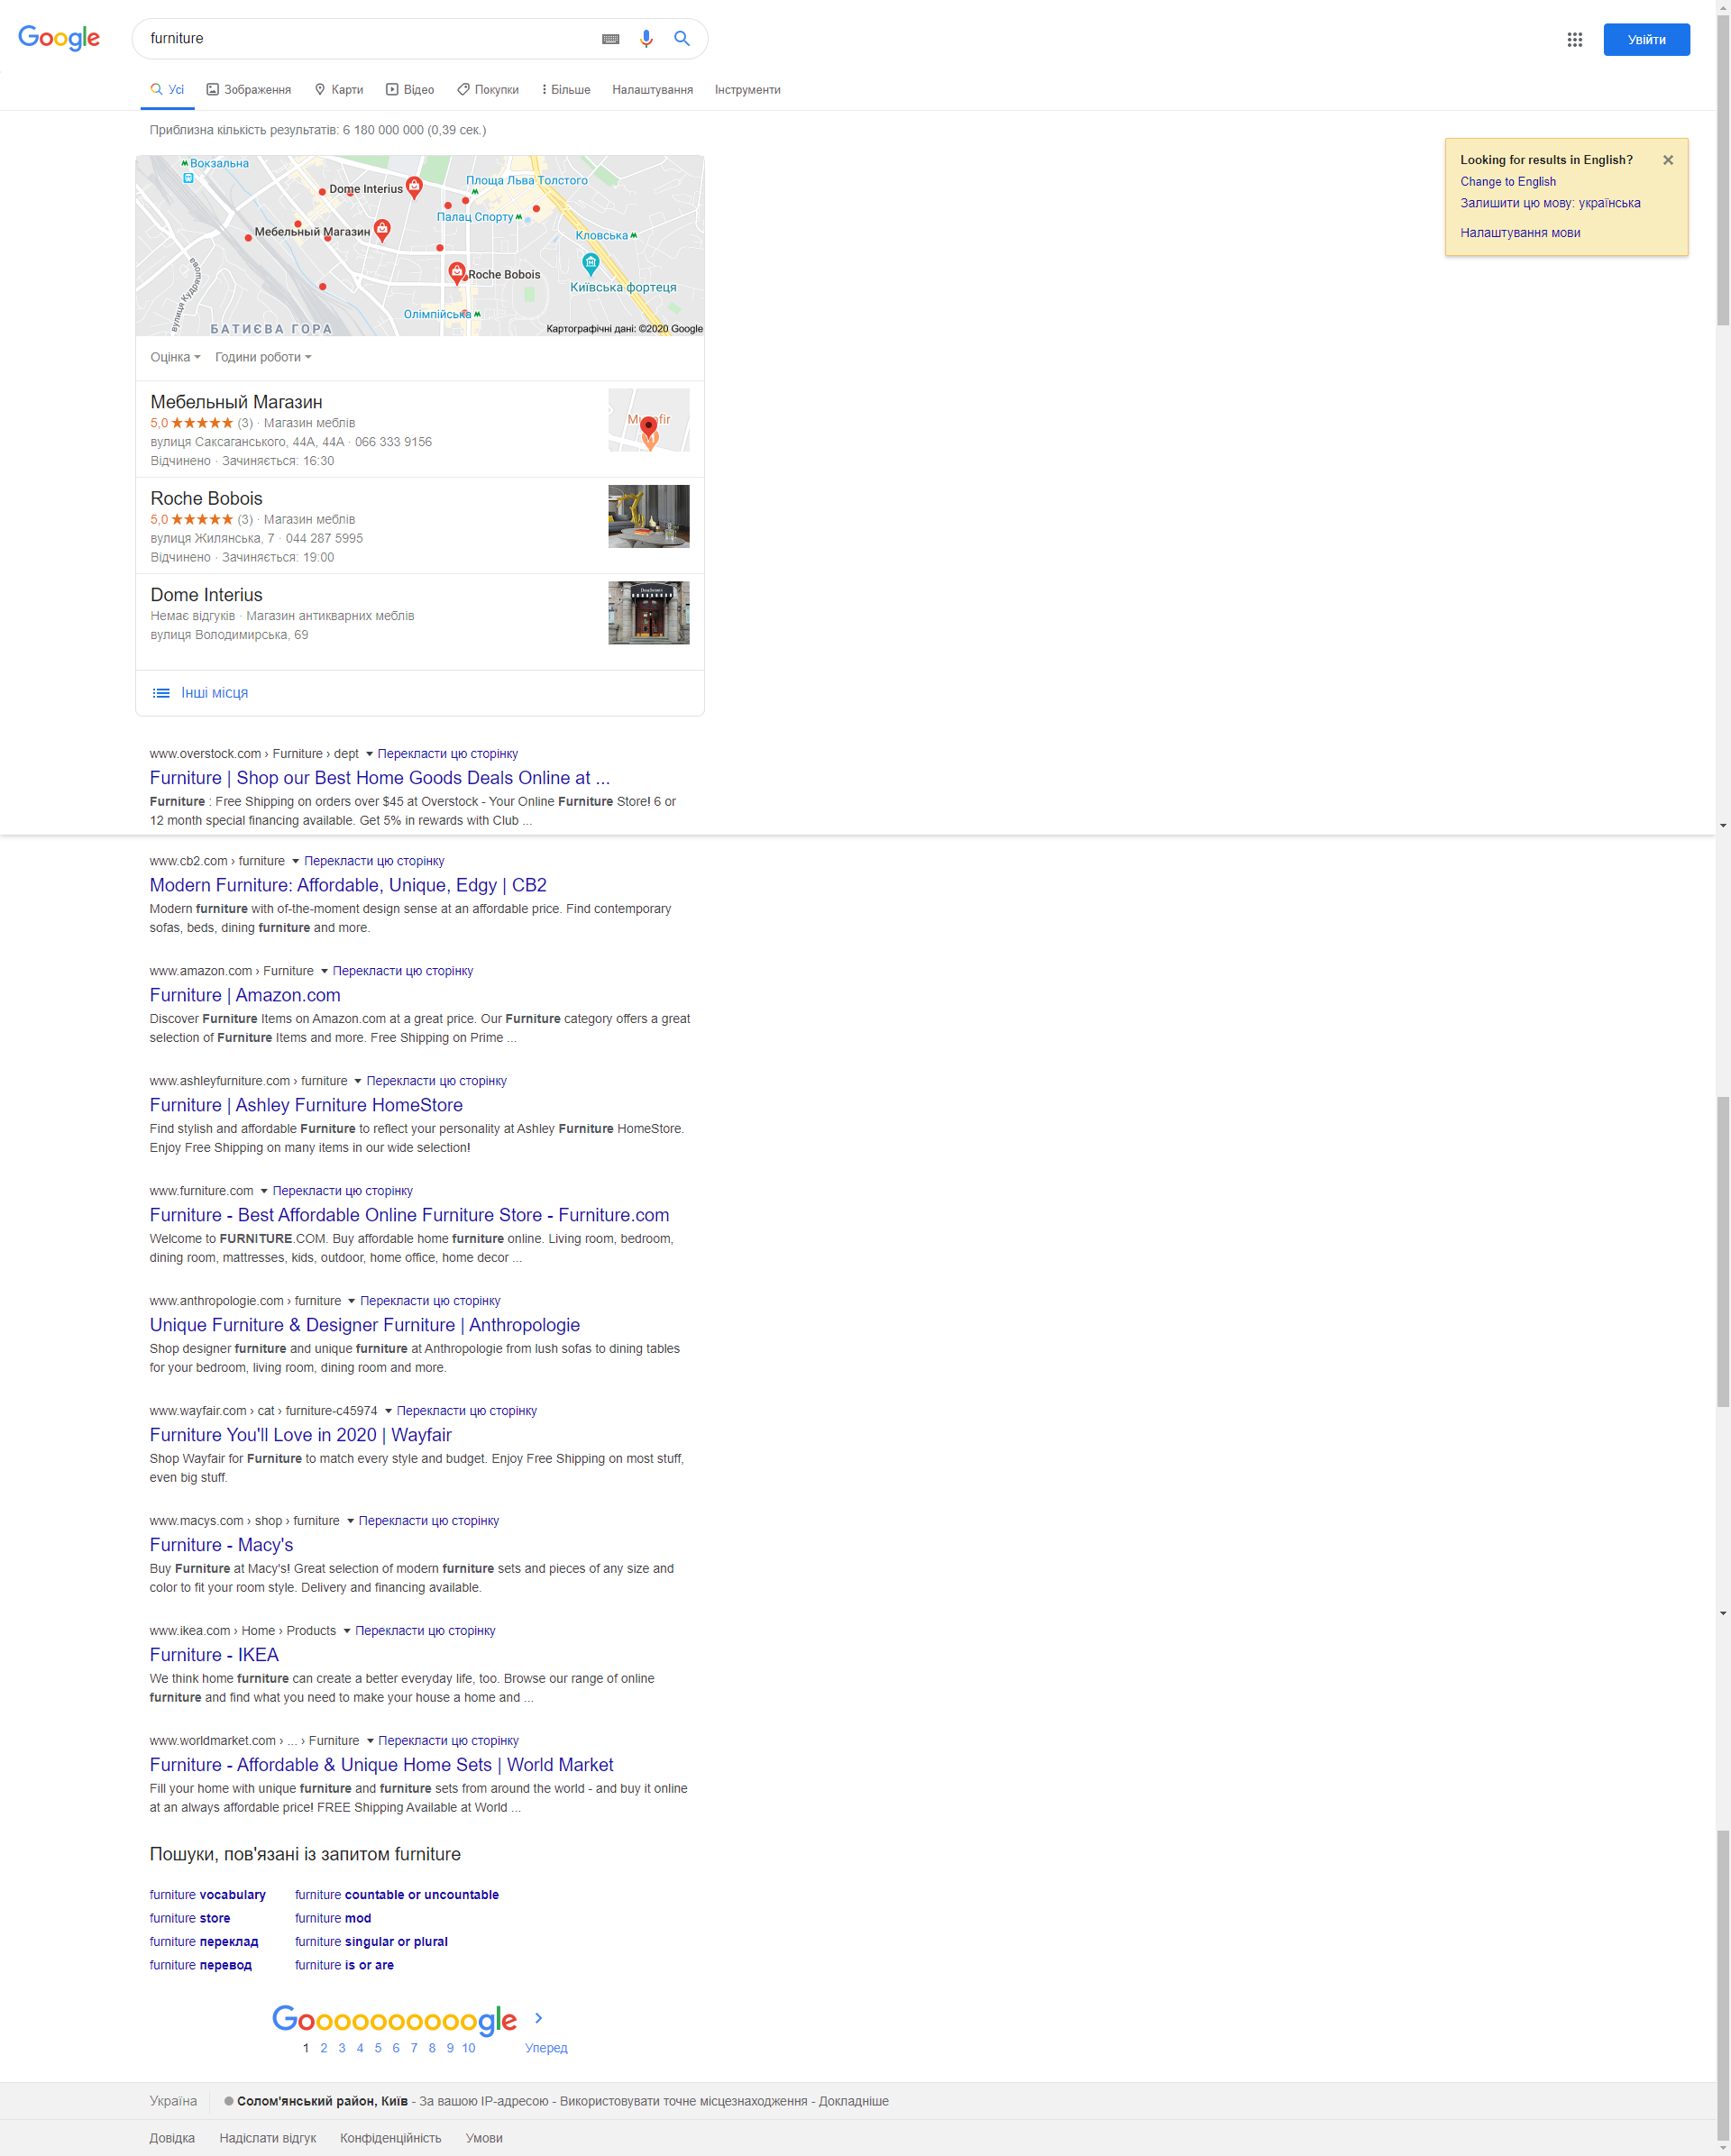 Google
furniture
Увійти
Усі
Зображення
Карти
Відео
Покупки
Більше
Налаштування
Інструменти
Приблизна кількість результатів: 6 180 000 000 (0,39 сек.)
Looking for results in English?
Change to English
Залишити цю мову: українська
Налаштування мови
Вокзальна
Dome Interius
Площа Льва Толстого
Палац Спорту
Мебельный Магазин
Кловська
Roche Bobois
Київська фортеця
вулиця Кудряшова
Олімпійська
БАТИЄВА ГОРА
Картографічні дані: ©2020 Google
Оцінка
Години роботи
Мебельный Магазин
5,0 ★★★★★ (3) · Магазин меблів
вулиця Саксаганського, 44А, 44А · 066 333 9156
Відчинено · Зачиняється: 16:30
Roche Bobois
5,0 ★★★★★ (3) · Магазин меблів
вулиця Жилянська, 7 · 044 287 5995
Відчинено · Зачиняється: 19:00
Dome Interius
Немає відгуків · Магазин антикварних меблів
вулиця Володимирська, 69
Інші місця
www.overstock.com › Furniture › dept Перекласти цю сторінку
Furniture | Shop our Best Home Goods Deals Online at ...
Furniture : Free Shipping on orders over $45 at Overstock - Your Online Furniture Store! 6 or
12 month special financing available. Get 5% in rewards with Club ...
www.cb2.com › furniture Перекласти цю сторінку
Modern Furniture: Affordable, Unique, Edgy | CB2
Modern furniture with of-the-moment design sense at an affordable price. Find contemporary
sofas, beds, dining furniture and more.
www.amazon.com › Furniture Перекласти цю сторінку
Furniture | Amazon.com
Discover Furniture Items on Amazon.com at a great price. Our Furniture category offers a great
selection of Furniture Items and more. Free Shipping on Prime ...
www.ashleyfurniture.com › furniture Перекласти цю сторінку
Furniture | Ashley Furniture HomeStore
Find stylish and affordable Furniture to reflect your personality at Ashley Furniture HomeStore.
Enjoy Free Shipping on many items in our wide selection!
www.furniture.com Перекласти цю сторінку
Furniture - Best Affordable Online Furniture Store - Furniture.com
Welcome to FURNITURE.COM. Buy affordable home furniture online. Living room, bedroom,
dining room, mattresses, kids, outdoor, home office, home decor ...
www.anthropologie.com › furniture Перекласти цю сторінку
Unique Furniture & Designer Furniture | Anthropologie
Shop designer furniture and unique furniture at Anthropologie from lush sofas to dining tables
for your bedroom, living room, dining room and more.
www.wayfair.com › cat › furniture-c45974 Перекласти цю сторінку
Furniture You'll Love in 2020 | Wayfair
Shop Wayfair for Furniture to match every style and budget. Enjoy Free Shipping on most stuff,
even big stuff.
www.macys.com › shop › furniture Перекласти цю сторінку
Furniture - Macy's
Buy Furniture at Macy's! Great selection of modern furniture sets and pieces of any size and
color to fit your room style. Delivery and financing available.
www.ikea.com › Home › Products Перекласти цю сторінку
Furniture - IKEA
We think home furniture can create a better everyday life, too. Browse our range of online
furniture and find what you need to make your house a home and ...
www.worldmarket.com › ... › Furniture Перекласти цю сторінку
Furniture - Affordable & Unique Home Sets | World Market
Fill your home with unique furniture and furniture sets from around the world - and buy it online
at an always affordable price! FREE Shipping Available at World ...
Пошуки, пов'язані із запитом furniture
furniture vocabulary furniture countable or uncountable
furniture store furniture mod
furniture переклад furniture singular or plural
furniture перевод furniture is or are
Goooooooooogle
1 2 3 4 5 6 7 8 9 10 Уперед
Україна Солом'янський район, Київ - За вашою IP-адресою - Використовувати точне місцезнаходження - Докладніше
Довідка Надіслати відгук Конфіденційність Умови